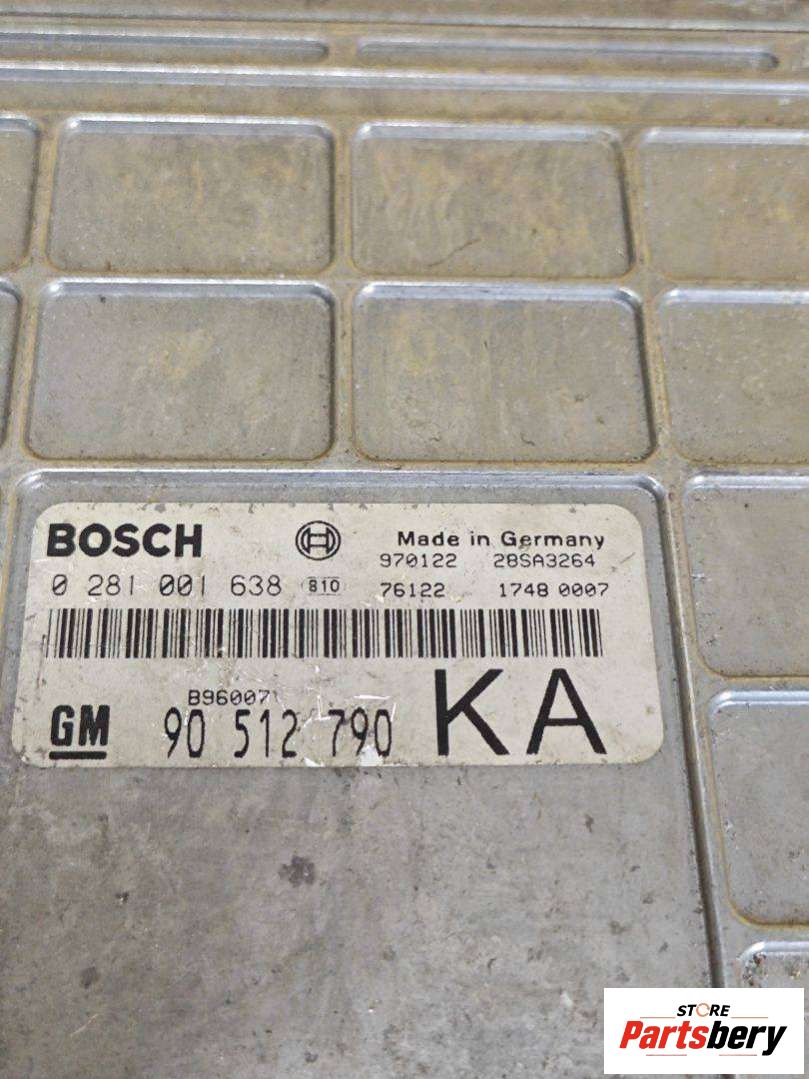 BOSCH Made in Germany
970122 28SA3264
0 281 001 638 810 76122 1748 0007
B96007
GM 90 512 790 KA
STORE
Partsbery